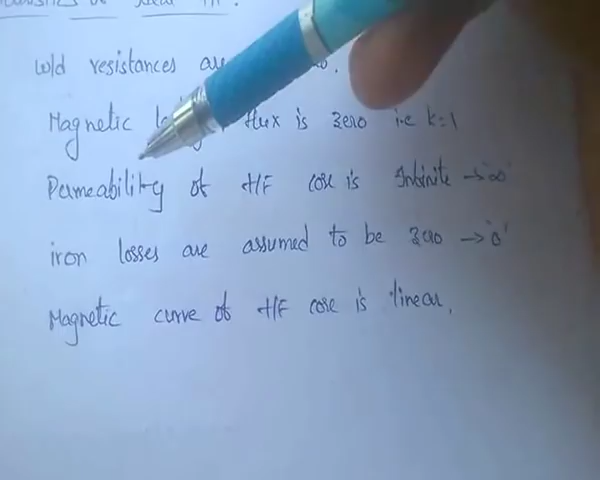 Ideal T/F.
w/d resistances are
Magnetic flux is zero i.e k=1
Permeability of t/F core is Infinite → '∞'
iron losses are assumed to be zero → '0'
Magnetic curve of t/F core is linear.